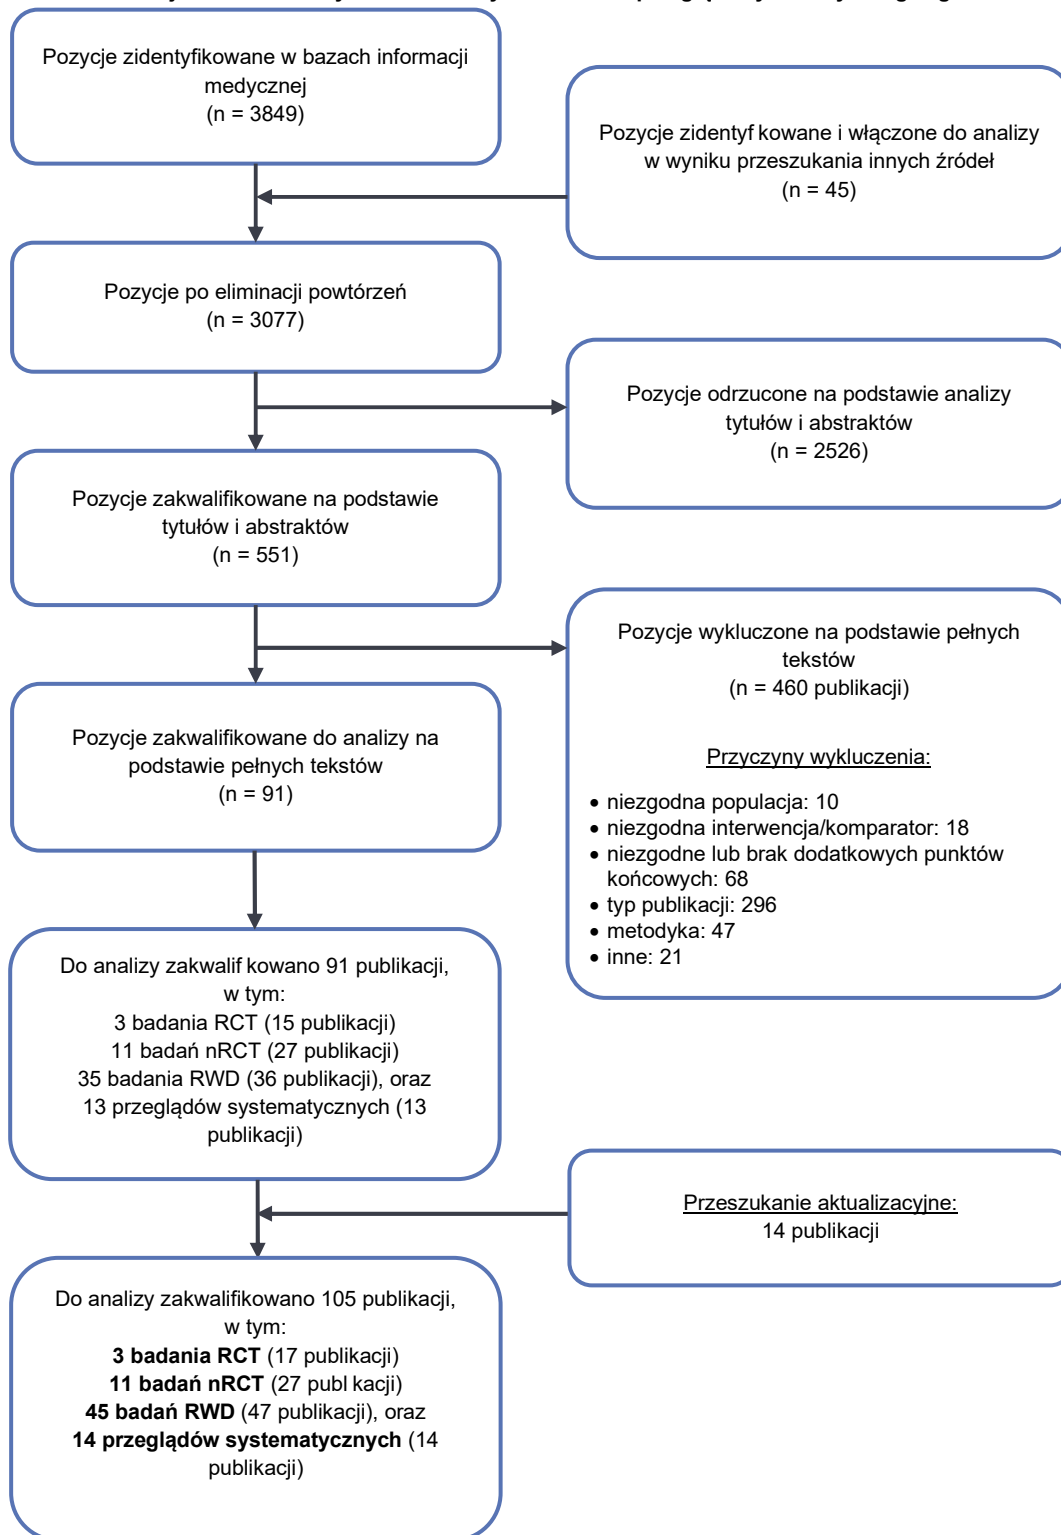 Pozycje zidentyfikowane w bazach informacji
medycznej
(n = 3849)
Pozycje zidentyf kowane i włączone do analizy
w wyniku przeszukania innych źródeł
(n = 45)
Pozycje po eliminacji powtórzeń
(n = 3077)
Pozycje odrzucone na podstawie analizy
tytułów i abstraktów
(n = 2526)
Pozycje zakwalifikowane na podstawie
tytułów i abstraktów
(n = 551)
Pozycje wykluczone na podstawie pełnych
tekstów
(n = 460 publikacji)
Przyczyny wykluczenia:
• niezgodna populacja: 10
• niezgodna interwencja/komparator: 18
• niezgodne lub brak dodatkowych punktów
końcowych: 68
• typ publikacji: 296
• metodyka: 47
• inne: 21
Pozycje zakwalifikowane do analizy na
podstawie pełnych tekstów
(n = 91)
Do analizy zakwalif kowano 91 publikacji,
w tym:
3 badania RCT (15 publikacji)
11 badań nRCT (27 publikacji)
35 badania RWD (36 publikacji), oraz
13 przeglądów systematycznych (13
publikacji)
Przeszukanie aktualizacyjne:
14 publikacji
Do analizy zakwalifikowano 105 publikacji,
w tym:
3 badania RCT (17 publikacji)
11 badań nRCT (27 publ kacji)
45 badań RWD (47 publikacji), oraz
14 przeglądów systematycznych (14
publikacji)